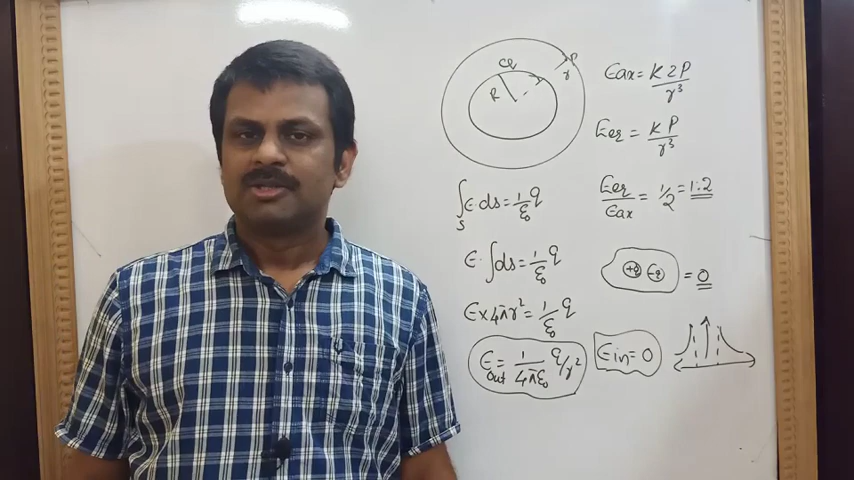 R
P
r
∫ E ds = 1/ε₀ q
S
E·∫ds = 1/ε₀ q
E×4πr² = 1/ε₀ q
E out = 1/4πε₀ q/r²
Ein = 0
Eax = K2P/r³
Eeq = KP/r³
Eeq/Eax = 1/2 = 1:2
+q -q = 0